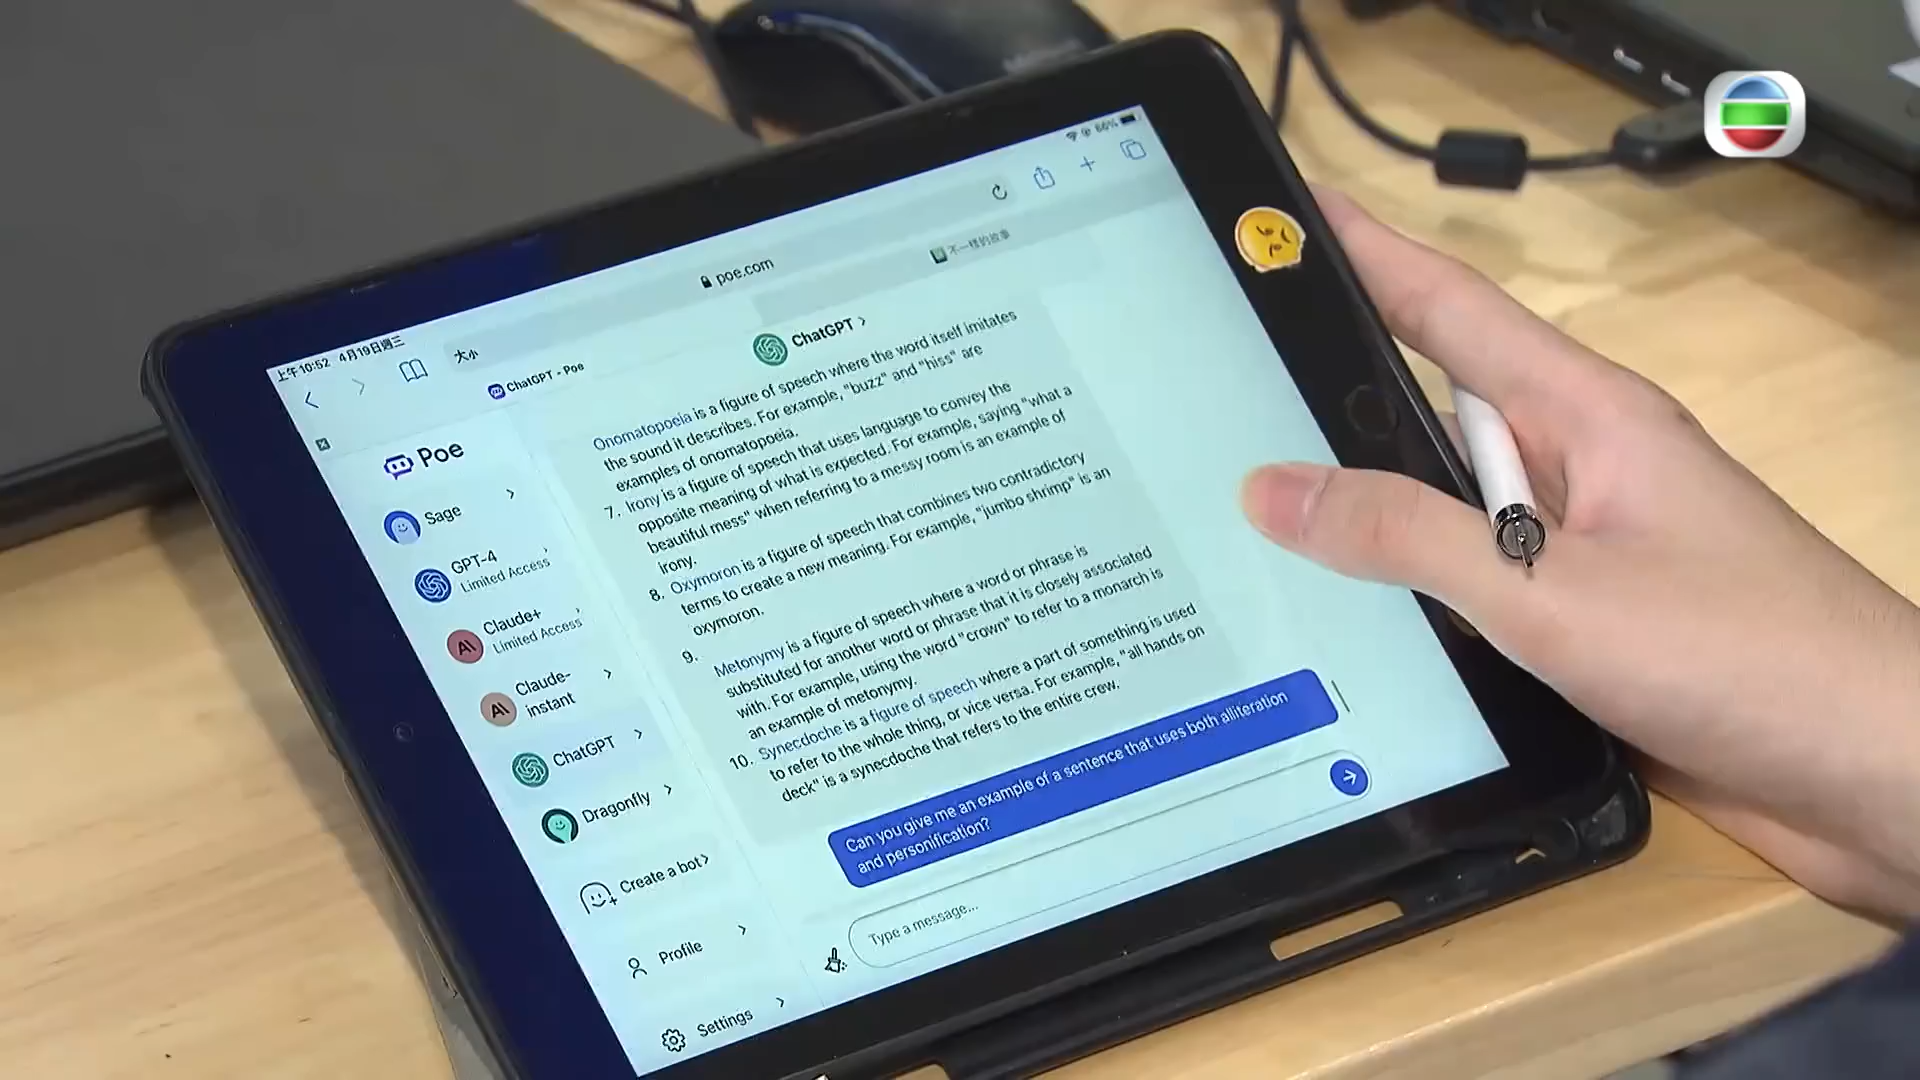 上午10:52 4月19日週三
66%
大小
poe.com
ChatGPT - Poe
不一樣的故事
Poe
Sage
GPT-4
Limited Access
Claude+
Limited Access
Claude-
instant
ChatGPT
Dragonfly
Create a bot
Profile
Settings
ChatGPT
Onomatopoeia is a figure of speech where the word itself imitates
the sound it describes. For example, "buzz" and "hiss" are
examples of onomatopoeia.
7. Irony is a figure of speech that uses language to convey the
opposite meaning of what is expected. For example, saying "what a
beautiful mess" when referring to a messy room is an example of
irony.
8. Oxymoron is a figure of speech that combines two contradictory
terms to create a new meaning. For example, "jumbo shrimp" is an
oxymoron.
9.
Metonymy is a figure of speech where a word or phrase is
substituted for another word or phrase that it is closely associated
with. For example, using the word "crown" to refer to a monarch is
an example of metonymy.
10. Synecdoche is a figure of speech where a part of something is used
to refer to the whole thing, or vice versa. For example, "all hands on
deck" is a synecdoche that refers to the entire crew.
Can you give me an example of a sentence that uses both alliteration
and personification?
Type a message...